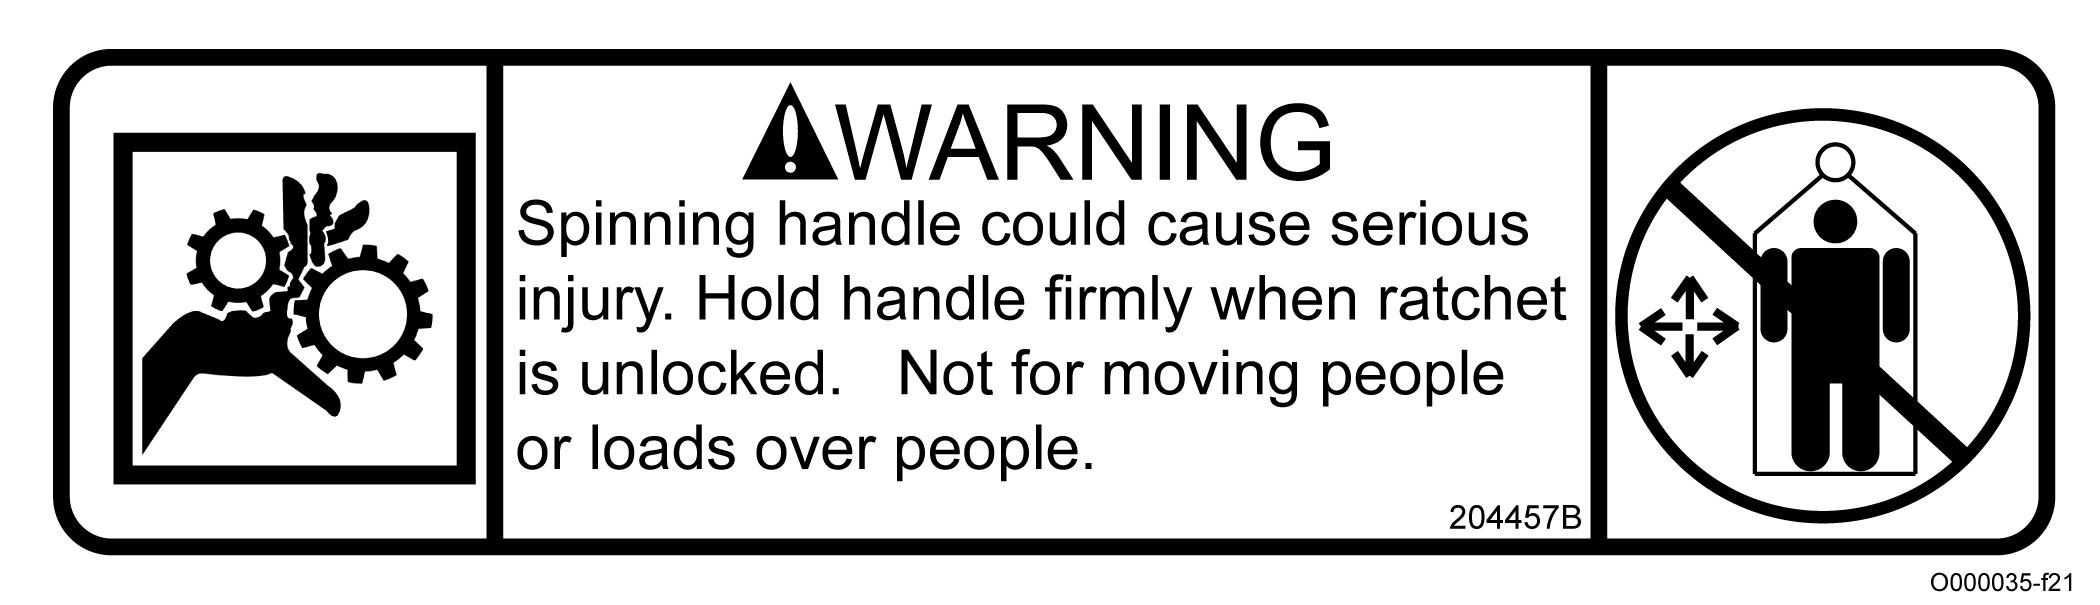 WARNING
Spinning handle could cause serious
injury. Hold handle firmly when ratchet
is unlocked.   Not for moving people
or loads over people.
204457B
O000035-f21